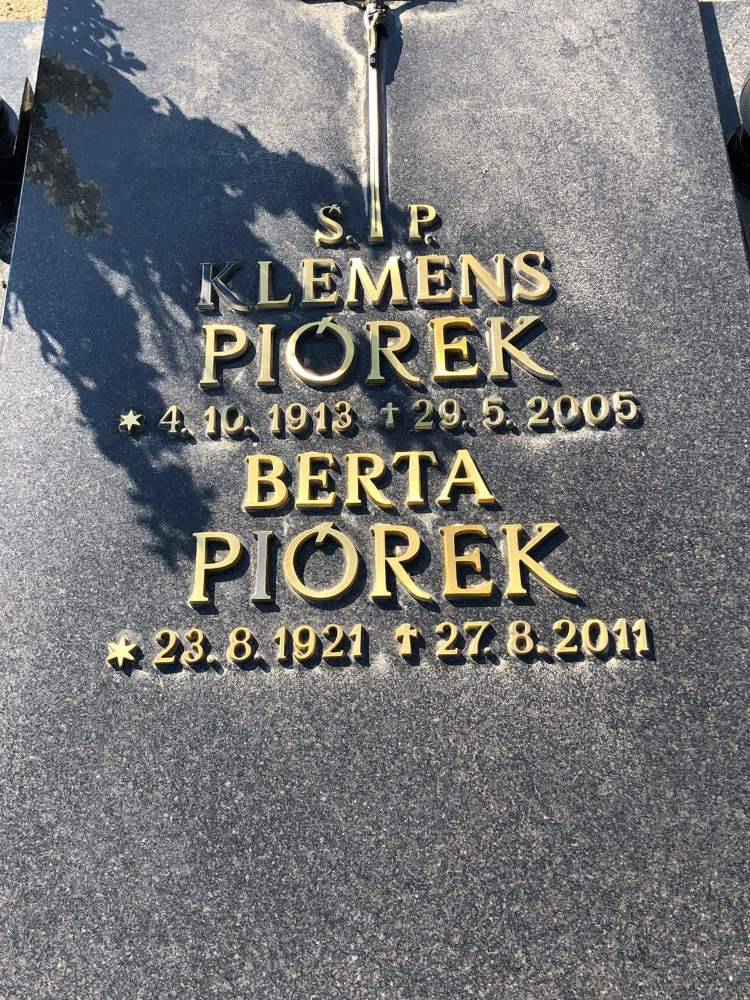 Ś. P.
KLEMENS
PIÓREK
* 4. 10. 1913 † 29. 5. 2005
BERTA
PIÓREK
* 23. 8. 1921 † 27. 8. 2011